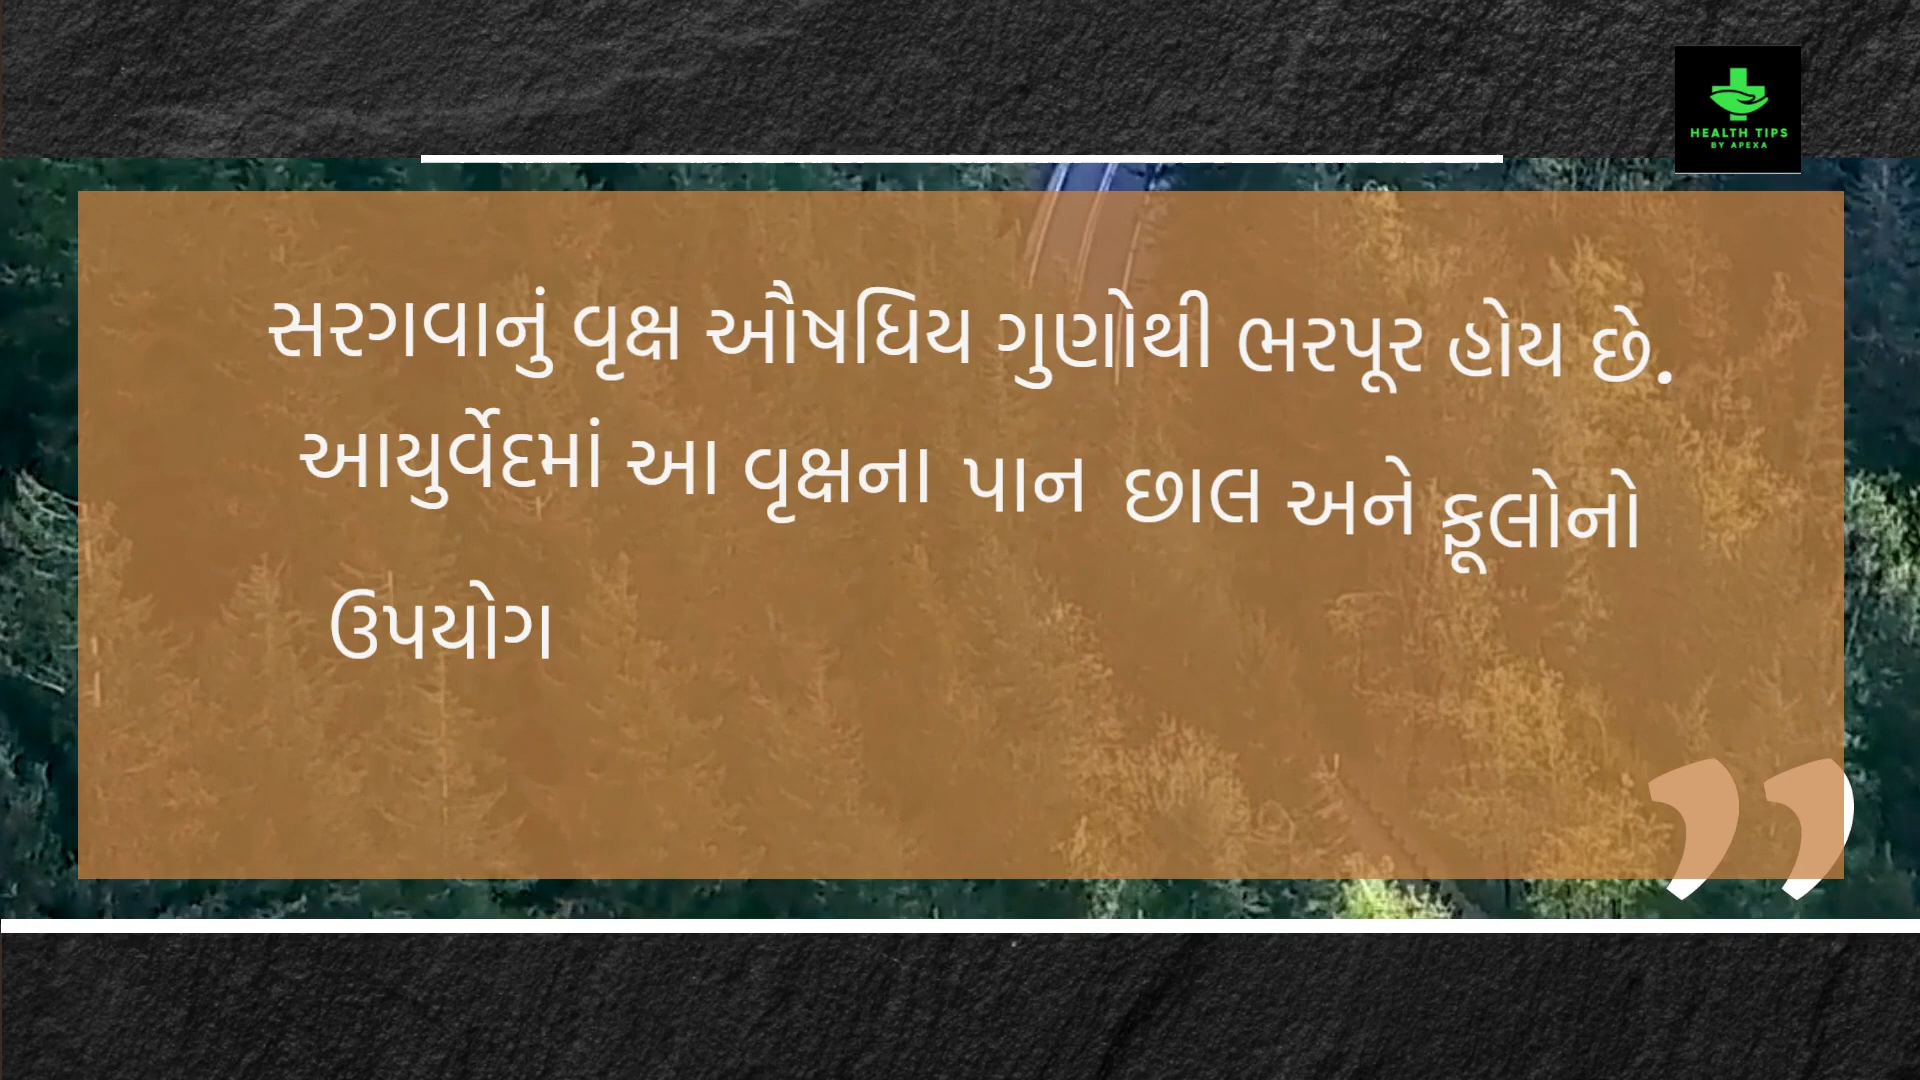 HEALTH TIPS
BY APEXA
સરગવાનું વૃક્ષ ઔષધિય ગુણોથી ભરપૂર હોય છે.
આયુર્વેદમાં આ વૃક્ષના પાન છાલ અને ફૂલોનો
ઉપયોગ